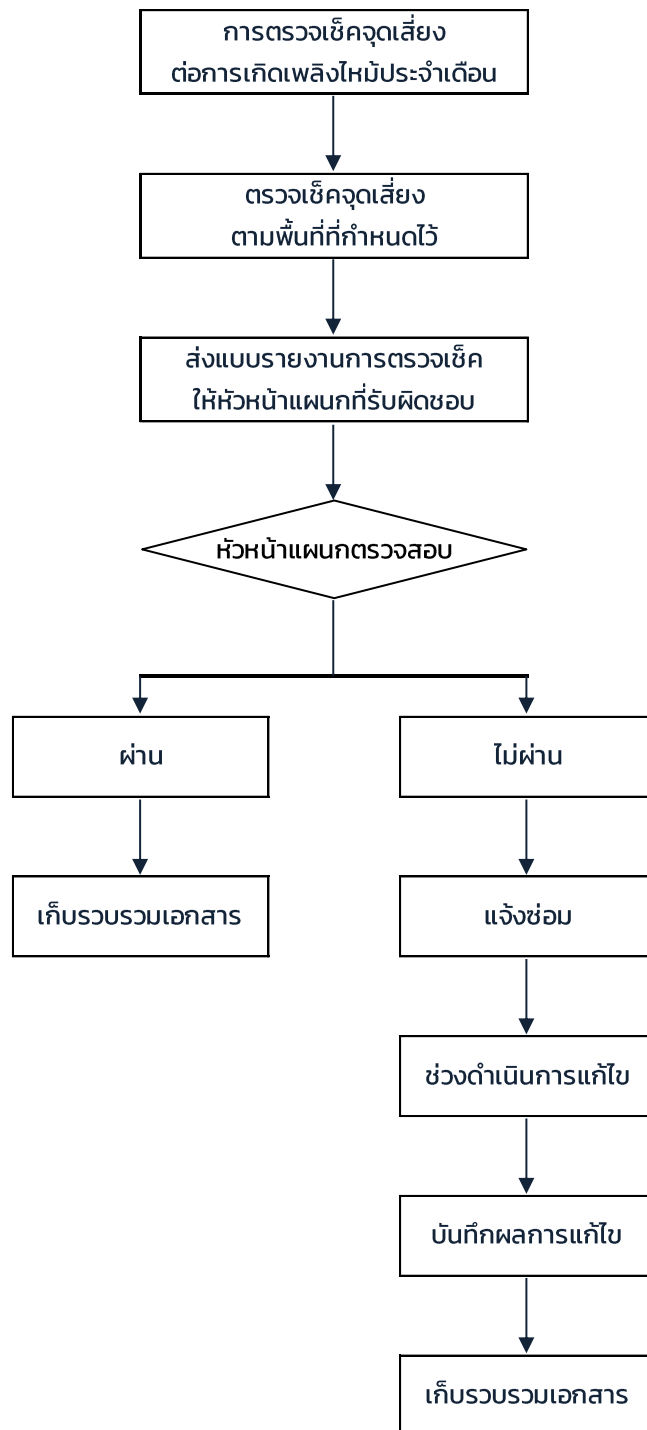 การตรวจเช็คจุดเสี่ยง
ต่อการเกิดเพลิงไหม้ประจำเดือน
ตรวจเช็คจุดเสี่ยง
ตามพื้นที่ที่กำหนดไว้
ส่งแบบรายงานการตรวจเช็ค
ให้หัวหน้าแผนกที่รับผิดชอบ
หัวหน้าแผนกตรวจสอบ
ผ่าน
ไม่ผ่าน
เก็บรวบรวมเอกสาร
แจ้งซ่อม
ช่วงดำเนินการแก้ไข
บันทึกผลการแก้ไข
เก็บรวบรวมเอกสาร